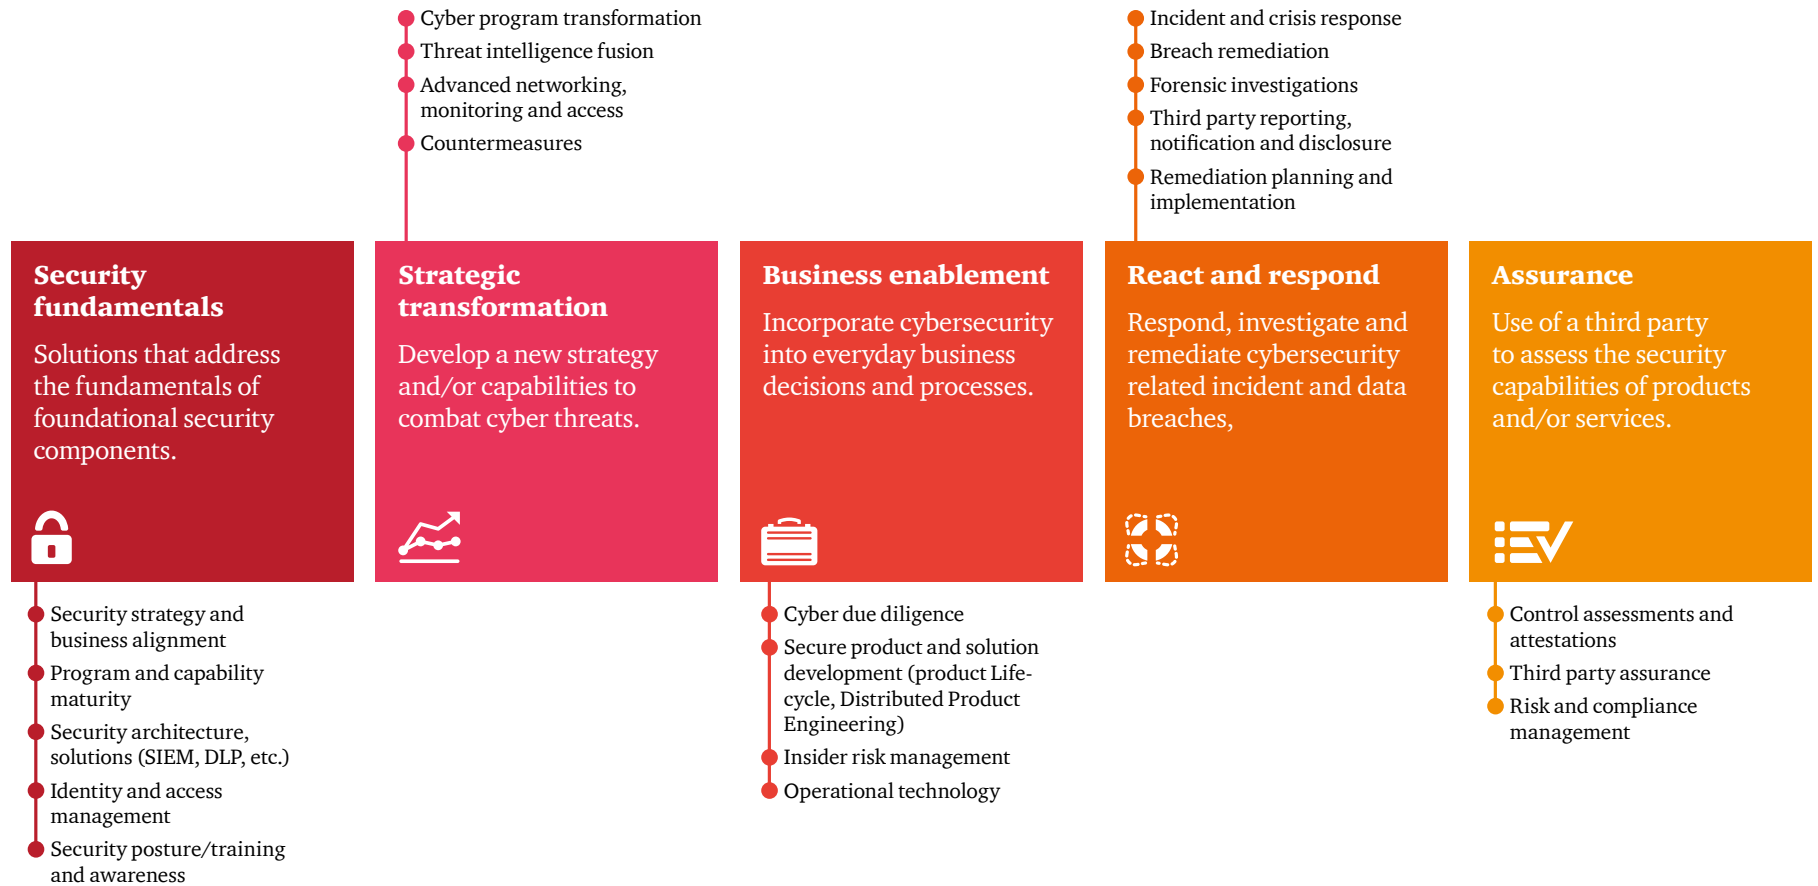 Security
fundamentals
Solutions that address
the fundamentals of
foundational security
components.
Security strategy and
business alignment
Program and capability
maturity
Security architecture,
solutions (SIEM, DLP, etc.)
Identity and access
management
Security posture/training
and awareness
Cyber program transformation
Threat intelligence fusion
Advanced networking,
monitoring and access
Countermeasures
Strategic
transformation
Develop a new strategy
and/or capabilities to
combat cyber threats.
Business enablement
Incorporate cybersecurity
into everyday business
decisions and processes.
Cyber due diligence
Secure product and solution
development (product Life-
cycle, Distributed Product
Engineering)
Insider risk management
Operational technology
Incident and crisis response
Breach remediation
Forensic investigations
Third party reporting,
notification and disclosure
Remediation planning and
implementation
React and respond
Respond, investigate and
remediate cybersecurity
related incident and data
breaches,
Assurance
Use of a third party
to assess the security
capabilities of products
and/or services.
Control assessments and
attestations
Third party assurance
Risk and compliance
management